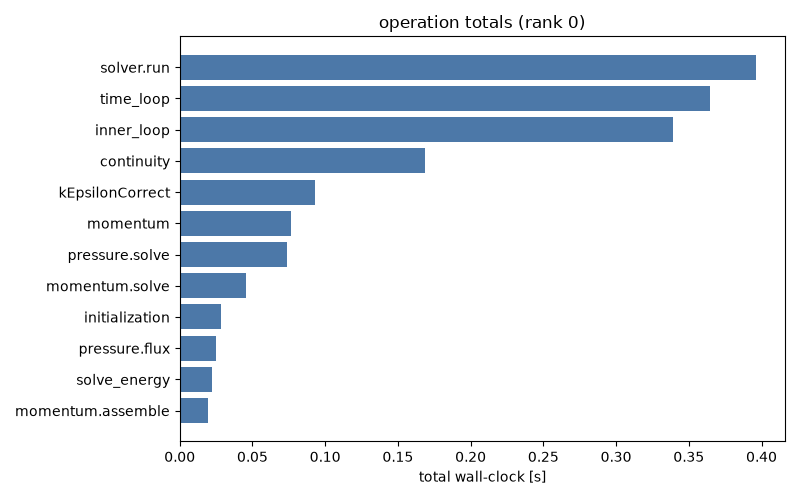 operation totals (rank 0)
solver.run
time_loop
inner_loop
continuity
kEpsilonCorrect
momentum
pressure.solve
momentum.solve
initialization
pressure.flux
solve_energy
momentum.assemble
0.00 0.05 0.10 0.15 0.20 0.25 0.30 0.35 0.40
total wall-clock [s]